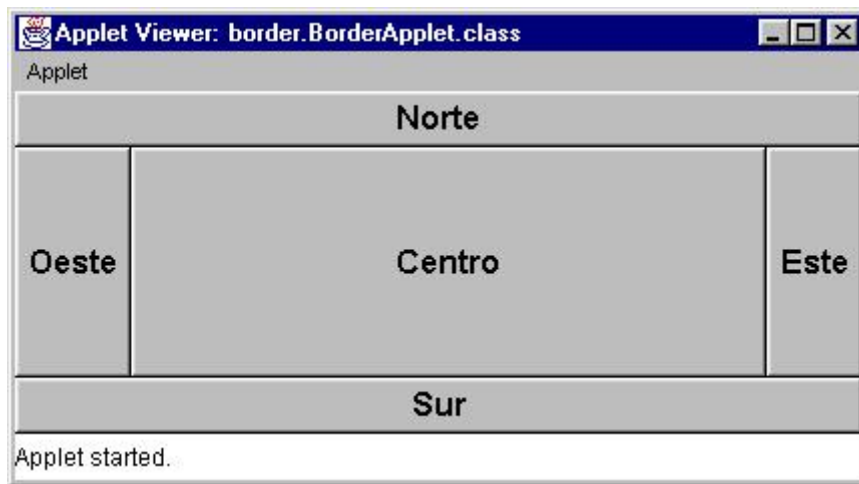 Applet Viewer: border.BorderApplet.class
Applet
Norte
Oeste
Centro
Este
Sur
Applet started.